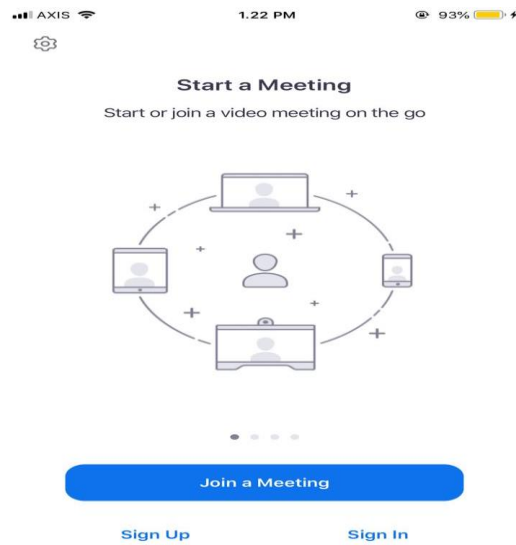 AXIS 1.22 PM 93%
Start a Meeting
Start or join a video meeting on the go
Join a Meeting
Sign Up Sign In